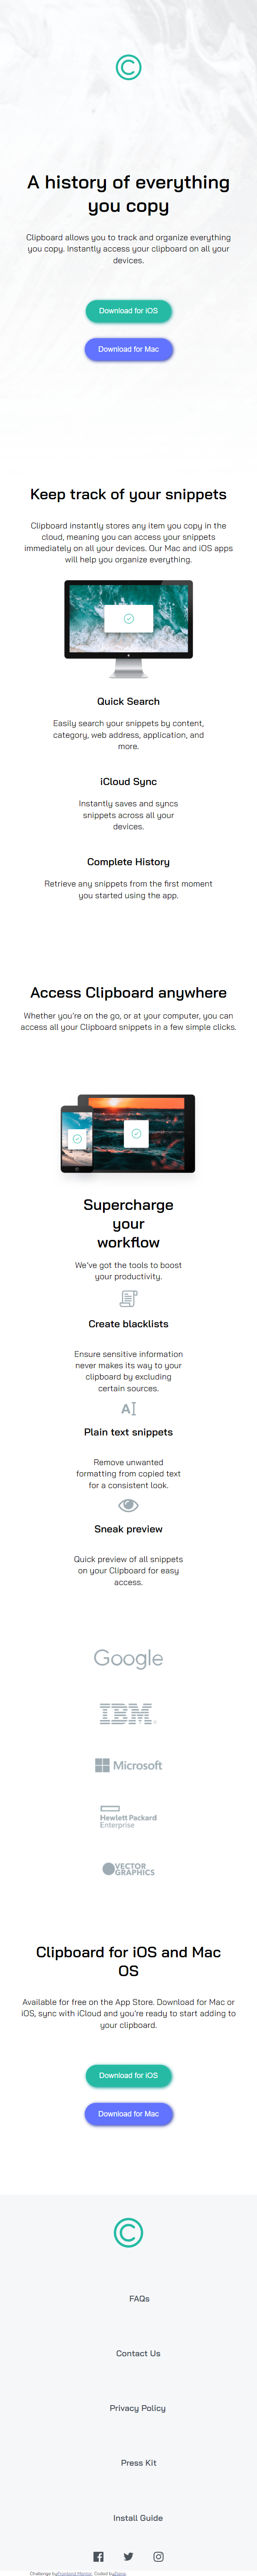 A history of everything
you copy
Clipboard allows you to track and organize everything
you copy. Instantly access your clipboard on all your
devices.
Download for iOS
Download for Mac
Keep track of your snippets
Clipboard instantly stores any item you copy in the
cloud, meaning you can access your snippets
immediately on all your devices. Our Mac and iOS apps
will help you organize everything.
Quick Search
Easily search your snippets by content,
category, web address, application, and
more.
iCloud Sync
Instantly saves and syncs
snippets across all your
devices.
Complete History
Retrieve any snippets from the first moment
you started using the app.
Access Clipboard anywhere
Whether you're on the go, or at your computer, you can
access all your Clipboard snippets in a few simple clicks.
Supercharge
your
workflow
We've got the tools to boost
your productivity.
Create blacklists
Ensure sensitive information
never makes its way to your
clipboard by excluding
certain sources.
A
Plain text snippets
Remove unwanted
formatting from copied text
for a consistent look.
Sneak preview
Quick preview of all snippets
on your Clipboard for easy
access.
Google
IBM®
Microsoft
Hewlett Packard
Enterprise
VECTOR
GRAPHICS
Clipboard for iOS and Mac
OS
Available for free on the App Store. Download for Mac or
iOS, sync with iCloud and you're ready to start adding to
your clipboard.
Download for iOS
Download for Mac
FAQs
Contact Us
Privacy Policy
Press Kit
Install Guide
Challenge by Frontend Mentor. Coded by